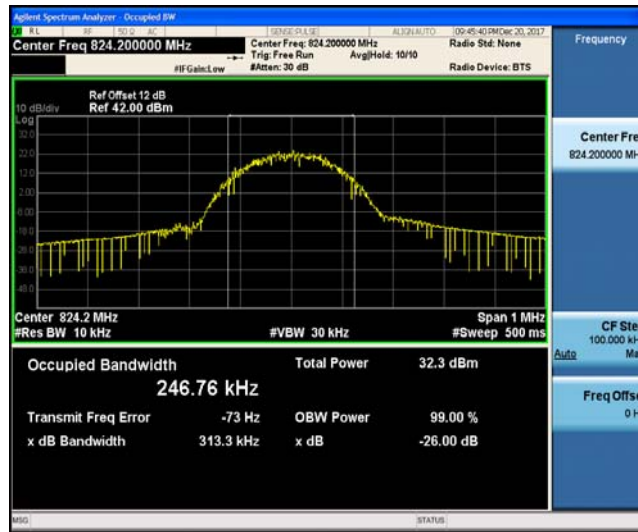 Agilent Spectrum Analyzer - Occupied BW
RL RF 50 Ω AC SENSE:PULSE ALIGN AUTO 09:45:40 PM Dec 20, 2017
Center Freq 824.200000 MHz Center Freq: 824.200000 MHz Radio Std: None
Trig: Free Run Avg|Hold: 10/10
#IFGain:Low #Atten: 30 dB Radio Device: BTS
Ref Offset 12 dB
10 dB/div Ref 42.00 dBm
Log
32.0
22.0
12.0
2.00
-8.00
-18.0
-28.0
-38.0
-48.0
Center 824.2 MHz Span 1 MHz
#Res BW 10 kHz #VBW 30 kHz #Sweep 500 ms
Occupied Bandwidth Total Power 32.3 dBm
246.76 kHz
Transmit Freq Error -73 Hz OBW Power 99.00 %
x dB Bandwidth 313.3 kHz x dB -26.00 dB
MSG STATUS
Frequency
Center Fre
824.200000 MH
CF Ste
100.000 kH
Auto Ma
Freq Offse
0 H